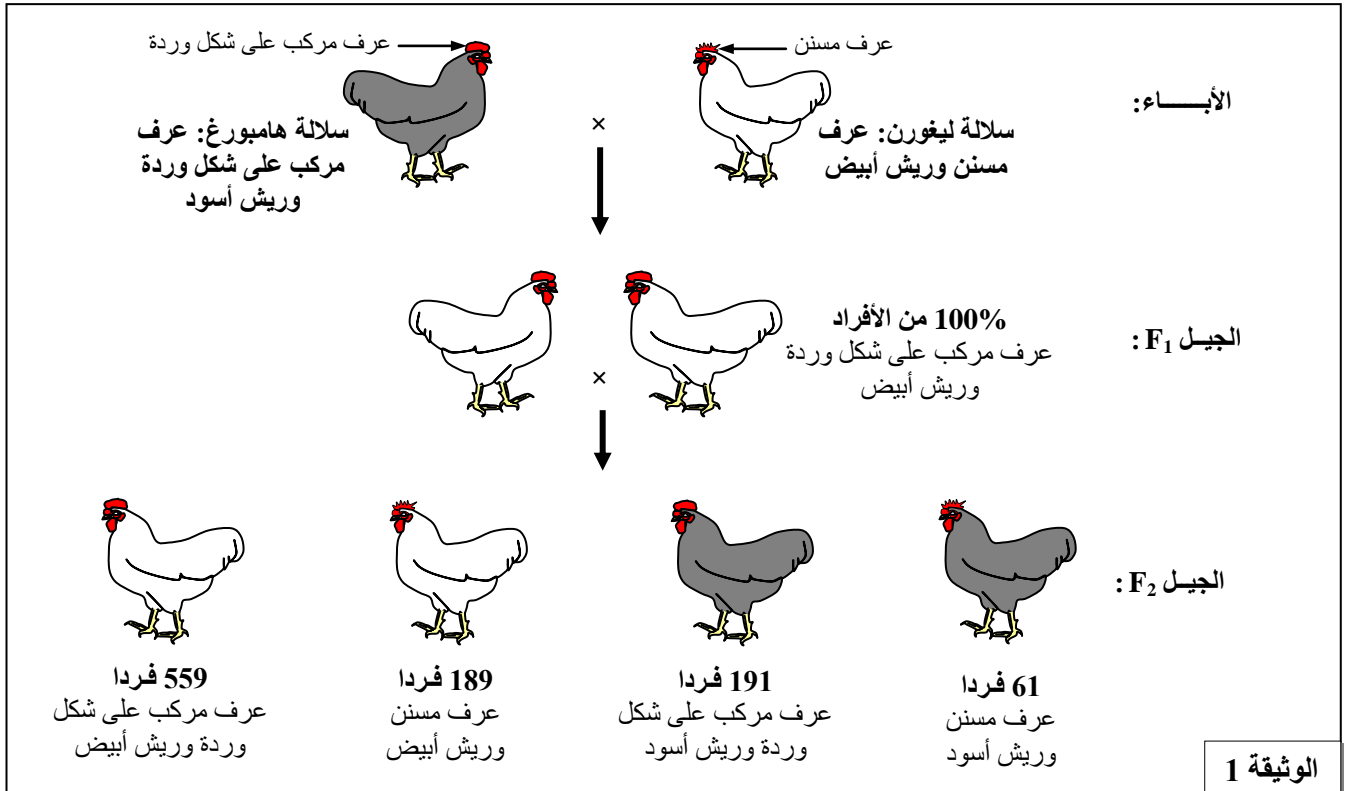 الأبــــــاء:
عرف مسنن
عرف مركب على شكل وردة
سلالة ليغورن: عرف
مسنن وريش أبيض
×
سلالة هامبورغ: عرف
مركب على شكل وردة
وريش أسود
الجيــل F1 :
100% من الأفراد
عرف مركب على شكل وردة
وريش أبيض
×
الجيــل F2 :
61 فـردا
عرف مسنن
وريش أسود
191 فـردا
عرف مركب على شكل
وردة وريش أسود
189 فـردا
عرف مسنن
وريش أبيض
559 فـردا
عرف مركب على شكل
وردة وريش أبيض
الوثيقة 1